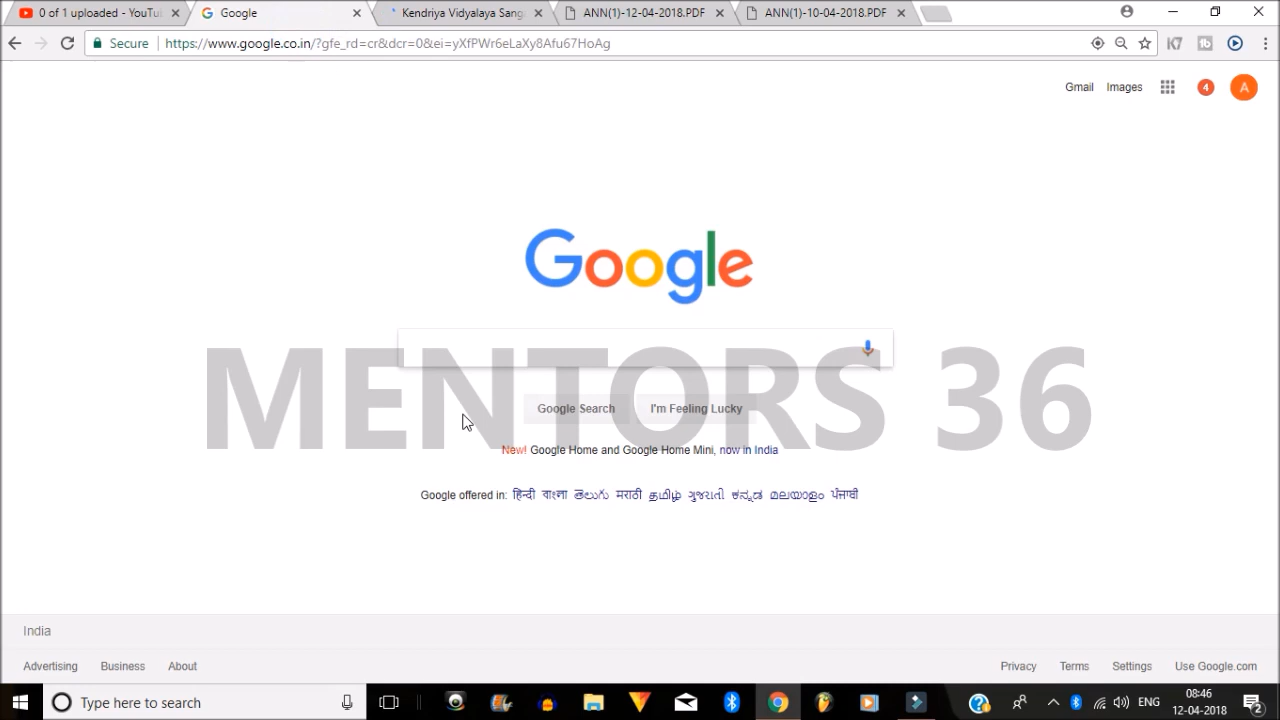 0 of 1 uploaded - YouTu
Google
Kendriya Vidyalaya Sang
ANN(1)-12-04-2018.PDF
ANN(1)-10-04-2018.PDF
Secure
https://www.google.co.in/?gfe_rd=cr&dcr=0&ei=yXfPWr6eLaXy8Afu67HoAg
Gmail Images 4 A
Google
MENTORS 36
Google Search I'm Feeling Lucky
New! Google Home and Google Home Mini, now in India
Google offered in: हिन्दी বাংলা తెలుగు मराठी தமிழ் ગુજરાતી ಕನ್ನಡ മലയാളം ਪੰਜਾਬੀ
India
Advertising Business About Privacy Terms Settings Use Google.com
Type here to search
ENG
08:46
12-04-2018
2